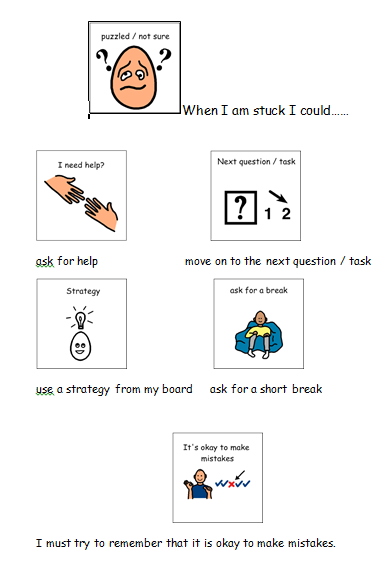 puzzled / not sure
? ?
When I am stuck I could......
I need help?
Next question / task
?
1 2
ask for help
move on to the next question / task
Strategy
ask for a break
use a strategy from my board
ask for a short break
It's okay to make
mistakes
I must try to remember that it is okay to make mistakes.